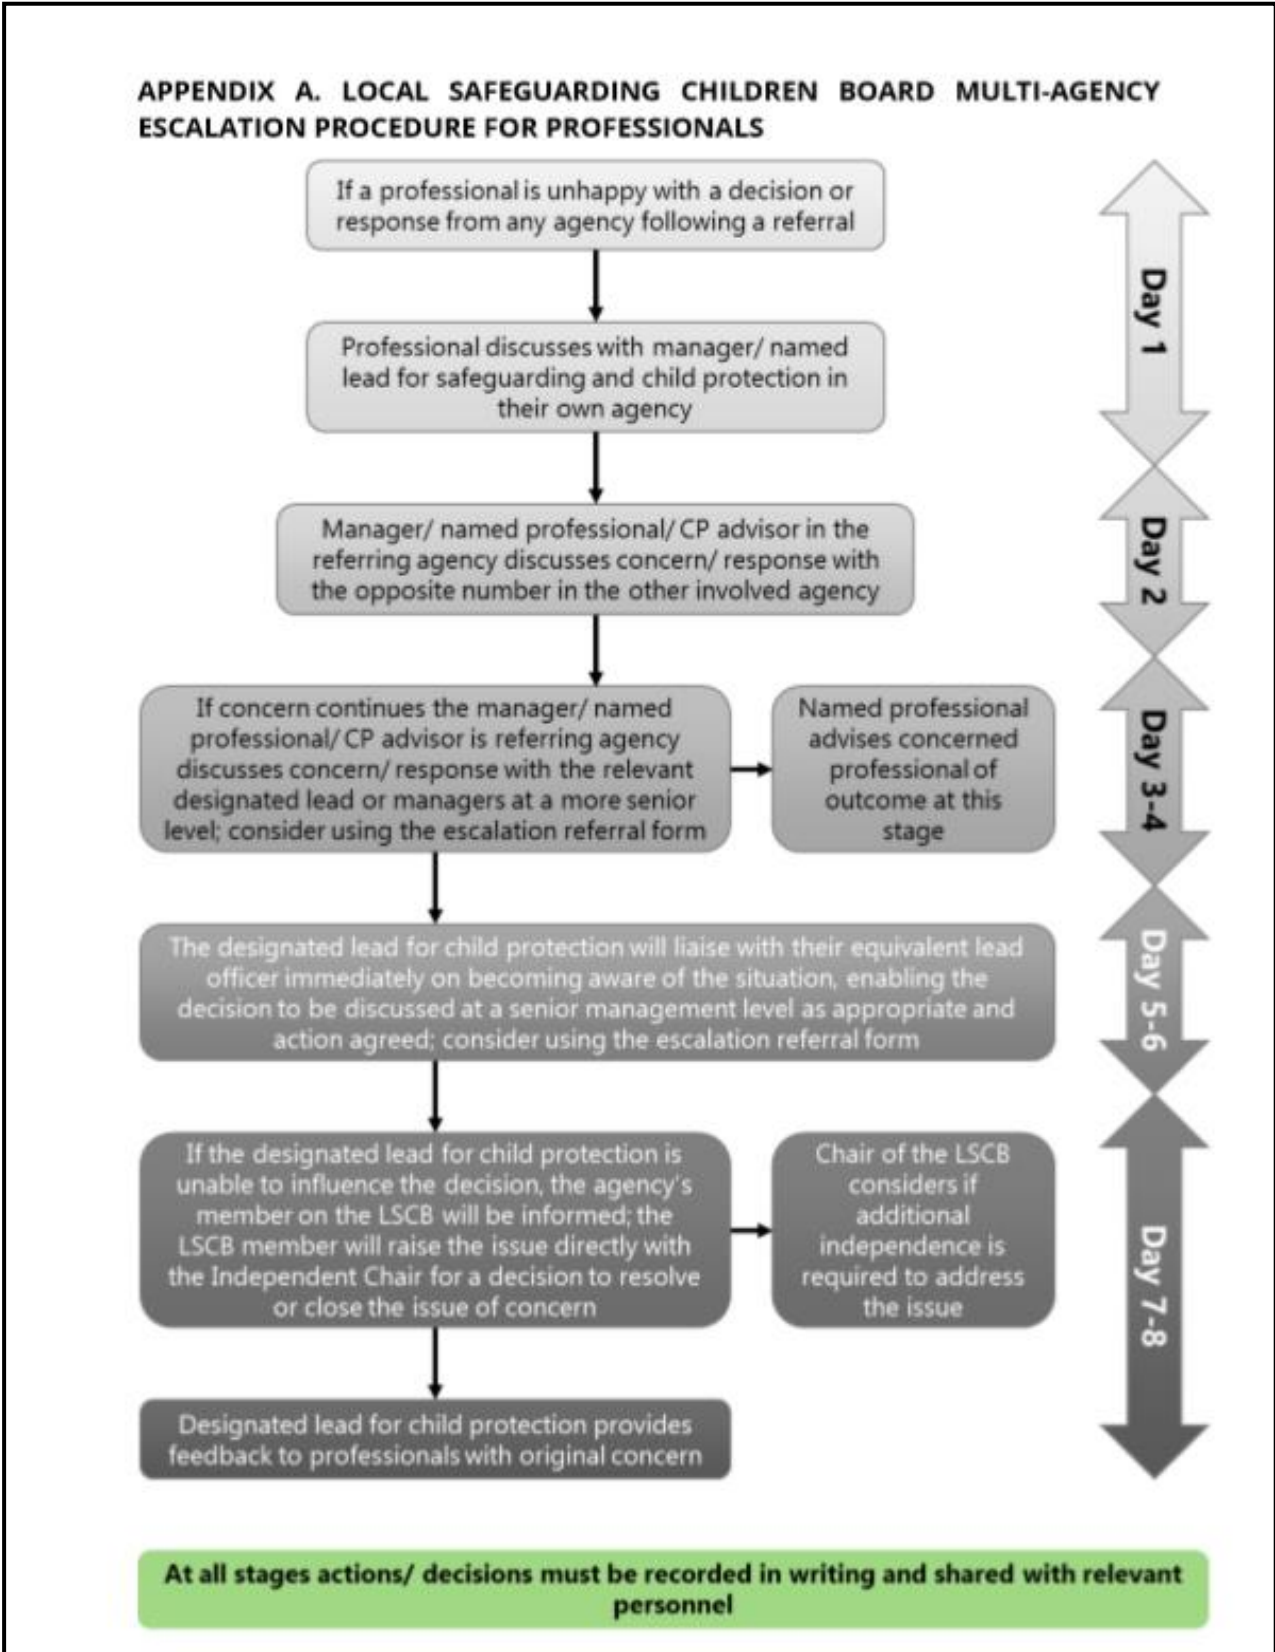 APPENDIX A. LOCAL SAFEGUARDING CHILDREN BOARD MULTI-AGENCY
ESCALATION PROCEDURE FOR PROFESSIONALS
If a professional is unhappy with a decision or
response from any agency following a referral
Professional discusses with manager/ named
lead for safeguarding and child protection in
their own agency
Day 1
Manager/ named professional/ CP advisor in the
referring agency discusses concern/ response with
the opposite number in the other involved agency
Day 2
If concern continues the manager/ named
professional/ CP advisor is referring agency
discusses concern/ response with the relevant
designated lead or managers at a more senior
level; consider using the escalation referral form
Named professional
advises concerned
professional of
outcome at this
stage
Day 3-4
The designated lead for child protection will liaise with their equivalent lead
officer immediately on becoming aware of the situation, enabling the
decision to be discussed at a senior management level as appropriate and
action agreed; consider using the escalation referral form
Day 5-6
If the designated lead for child protection is
unable to influence the decision, the agency's
member on the LSCB will be informed; the
LSCB member will raise the issue directly with
the Independent Chair for a decision to resolve
or close the issue of concern
Chair of the LSCB
considers if
additional
independence is
required to address
the issue
Day 7-8
Designated lead for child protection provides
feedback to professionals with original concern
At all stages actions/ decisions must be recorded in writing and shared with relevant
personnel